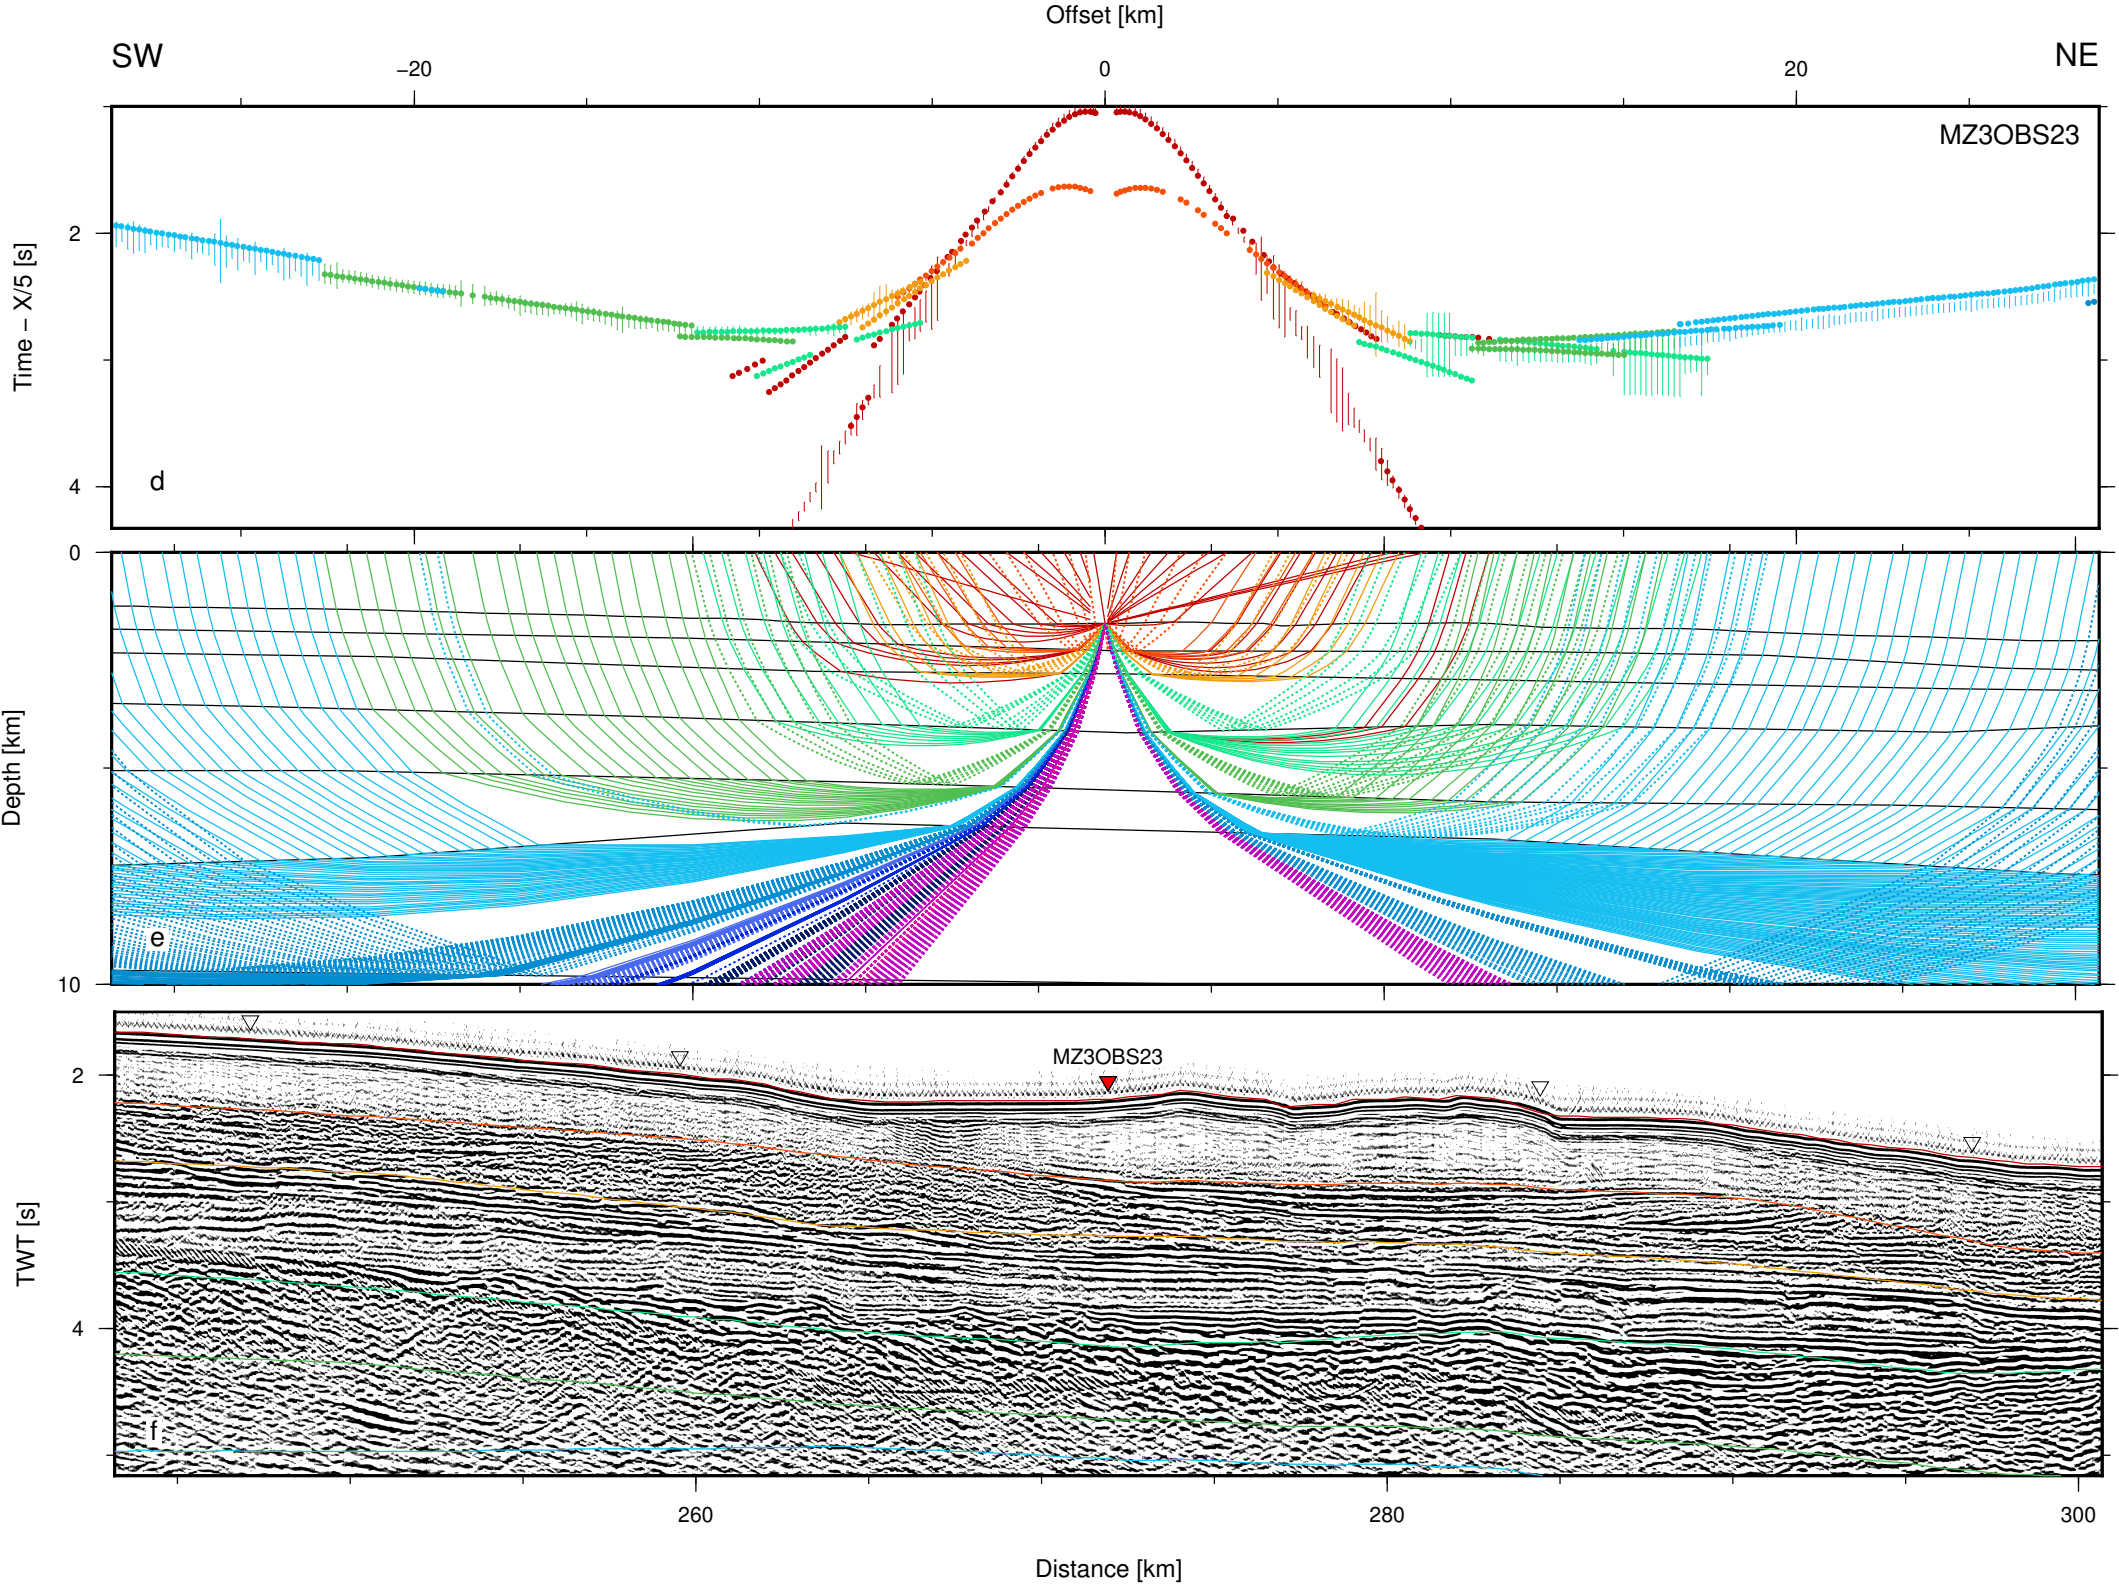 Offset [km]
SW
NE
−20
0
20
MZ3OBS23
Time − X/5 [s]
2
4
d
0
Depth [km]
10
e
MZ3OBS23
TWT [s]
2
4
f
260
280
300
Distance [km]